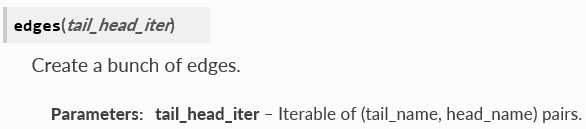 edges(tail_head_iter)
Create a bunch of edges.
Parameters: tail_head_iter – Iterable of (tail_name, head_name) pairs.